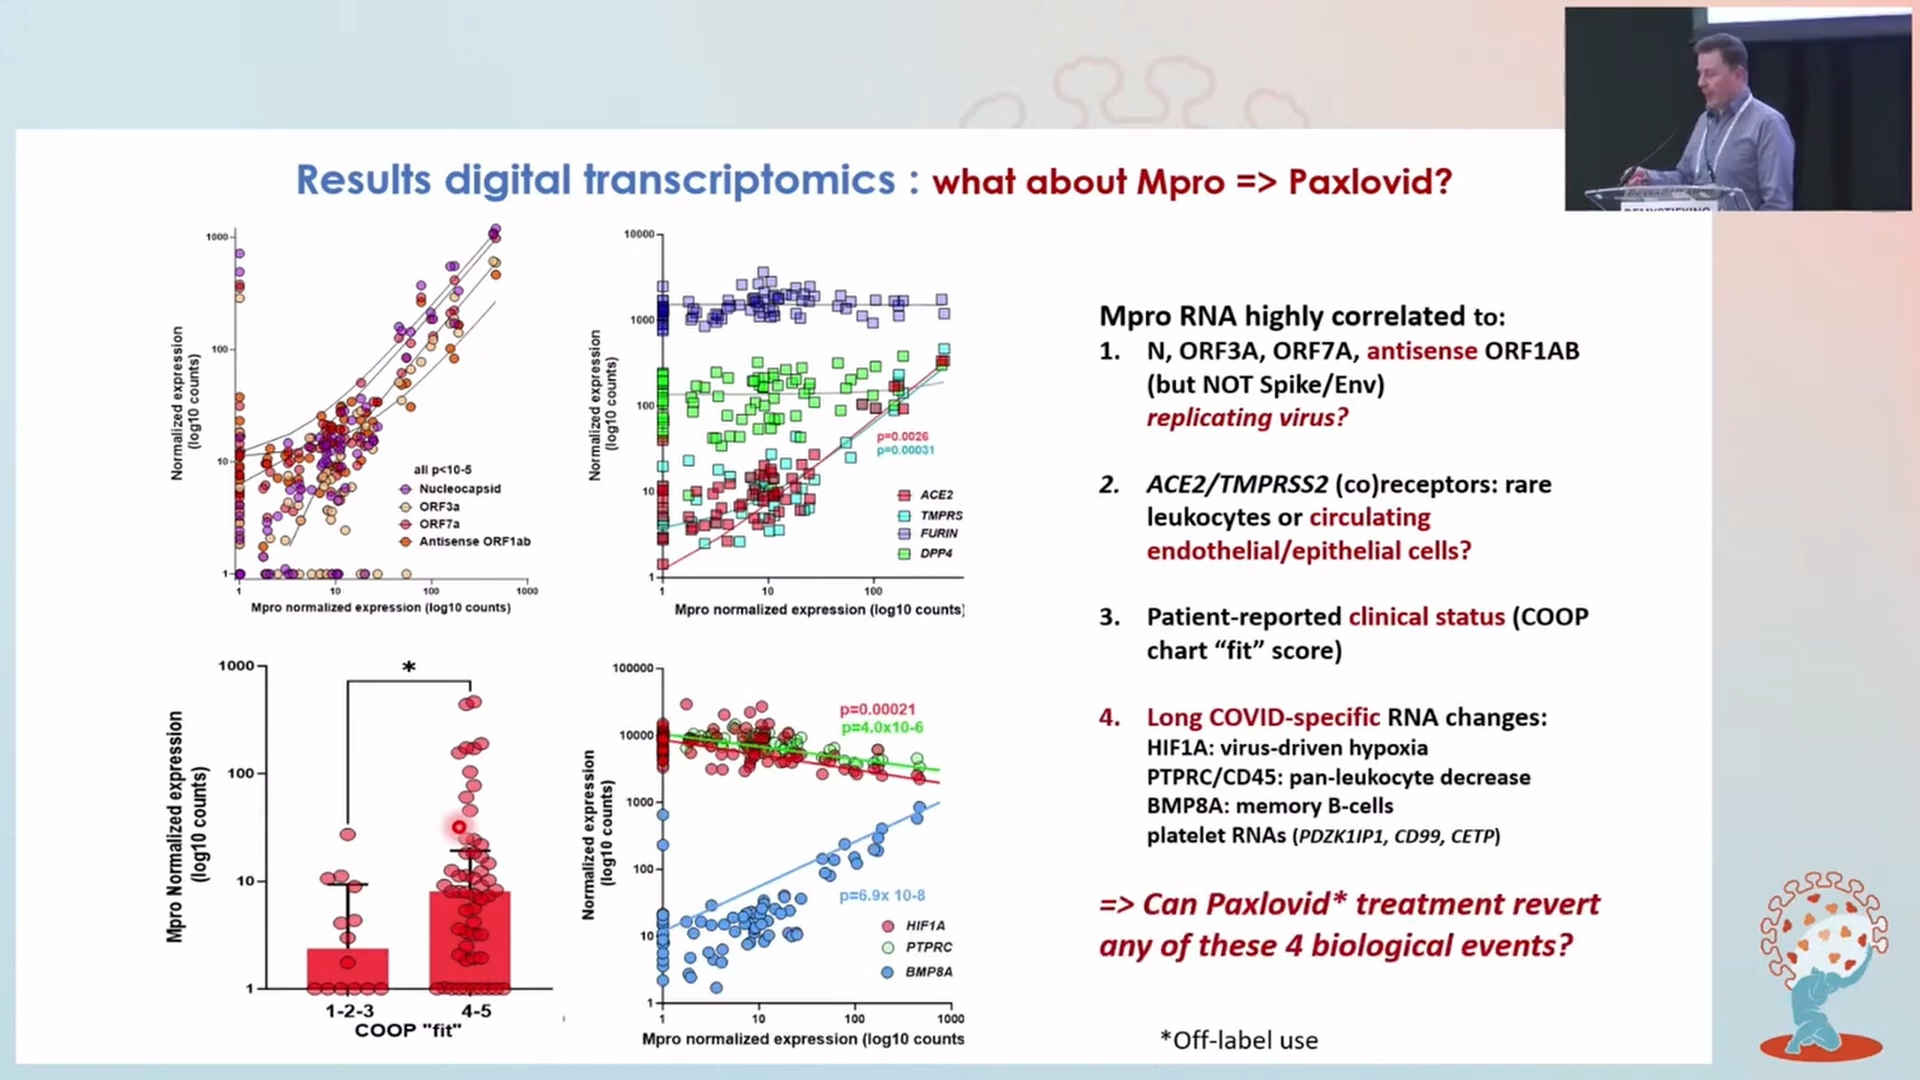 Results digital transcriptomics : what about Mpro => Paxlovid?
1000
100
10
1
1
10
100
1000
Normalized expression
(log10 counts)
Mpro normalized expression (log10 counts)
all p<10-5
Nucleocapsid
ORF3a
ORF7a
Antisense ORF1ab
10000
1000
100
10
1
1
10
100
Normalized expression
(log10 counts)
Mpro normalized expression (log10 counts)
p=0.0026
p=0.00031
ACE2
TMPRS
FURIN
DPP4
1000
100
10
1
Mpro Normalized expression
(log10 counts)
*
1-2-3
4-5
COOP "fit"
100000
10000
1000
100
10
1
1
10
100
1000
Normalized expression
(log10 counts)
Mpro normalized expression (log10 counts
p=0.00021
p=4.0x10-6
p=6.9x 10-8
HIF1A
PTPRC
BMP8A
Mpro RNA highly correlated to:
1. N, ORF3A, ORF7A, antisense ORF1AB
(but NOT Spike/Env)
replicating virus?
2. ACE2/TMPRSS2 (co)receptors: rare
leukocytes or circulating
endothelial/epithelial cells?
3. Patient-reported clinical status (COOP
chart “fit” score)
4. Long COVID-specific RNA changes:
HIF1A: virus-driven hypoxia
PTPRC/CD45: pan-leukocyte decrease
BMP8A: memory B-cells
platelet RNAs (PDZK1IP1, CD99, CETP)
=> Can Paxlovid* treatment revert
any of these 4 biological events?
*Off-label use
DEMYSTIFYING